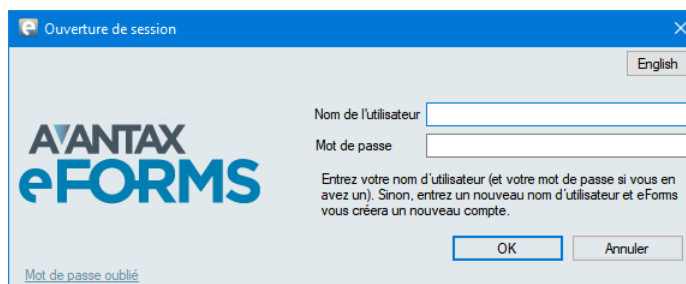 Ouverture de session
English
Nom de l'utilisateur
Mot de passe
AVANTAX
eFORMS
Entrez votre nom d'utilisateur (et votre mot de passe si vous en
avez un). Sinon, entrez un nouveau nom d'utilisateur et eForms
vous créera un nouveau compte.
OK Annuler
Mot de passe oublié